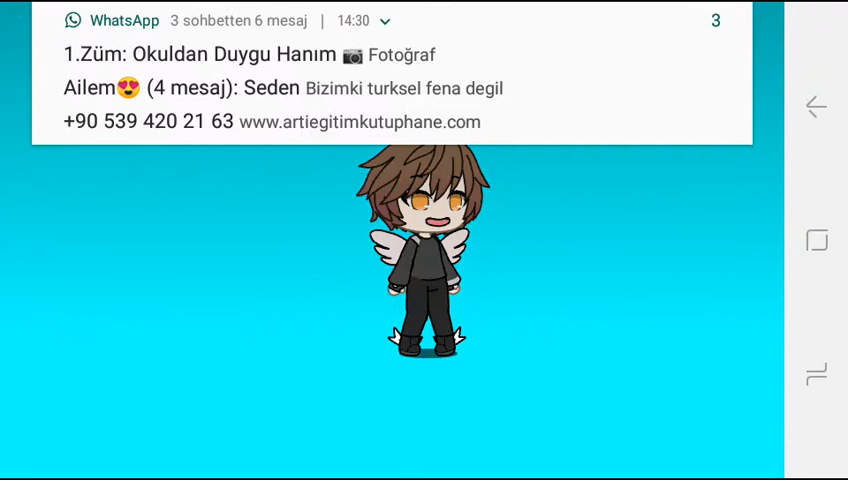 WhatsApp 3 sohbetten 6 mesaj | 14:30 3
1.Züm: Okuldan Duygu Hanım 📷 Fotoğraf
Ailem😍 (4 mesaj): Seden Bizimki turksel fena degil
+90 539 420 21 63 www.artiegitimkutuphane.com